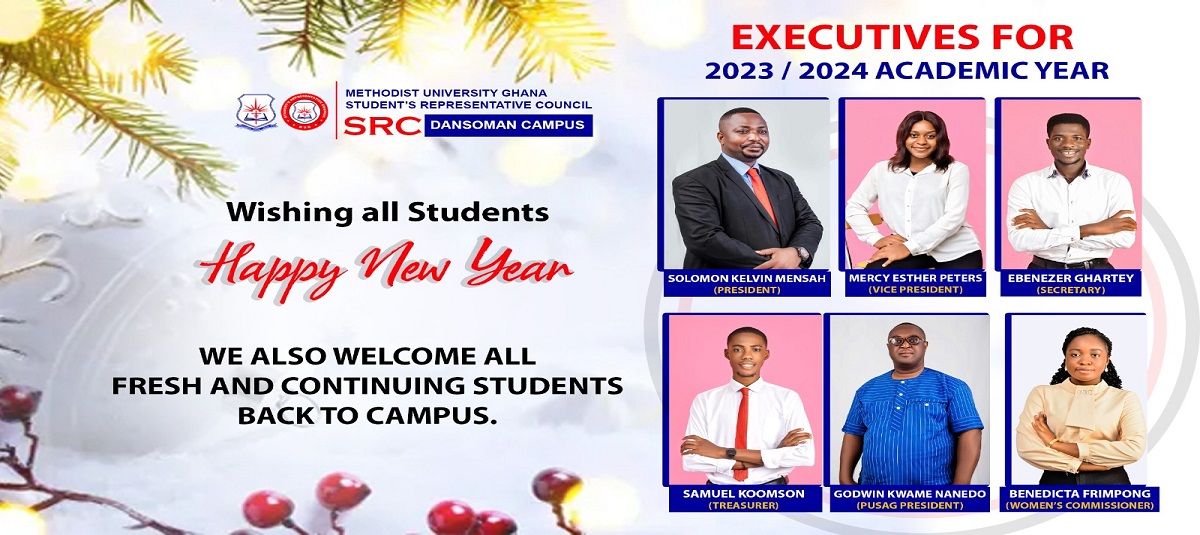 METHODIST UNIVERSITY GHANA
STUDENT'S REPRESENTATIVE COUNCIL
SRC DANSOMAN CAMPUS
Wishing all Students
Happy New Year
WE ALSO WELCOME ALL
FRESH AND CONTINUING STUDENTS
BACK TO CAMPUS.
EXECUTIVES FOR
2023 / 2024 ACADEMIC YEAR
SOLOMON KELVIN MENSAH
(PRESIDENT)
MERCY ESTHER PETERS
(VICE PRESIDENT)
EBENEZER GHARTEY
(SECRETARY)
SAMUEL KOOMSON
(TREASURER)
GODWIN KWAME NANEDO
(PUSAG PRESIDENT)
BENEDICTA FRIMPONG
(WOMEN'S COMMISSIONER)